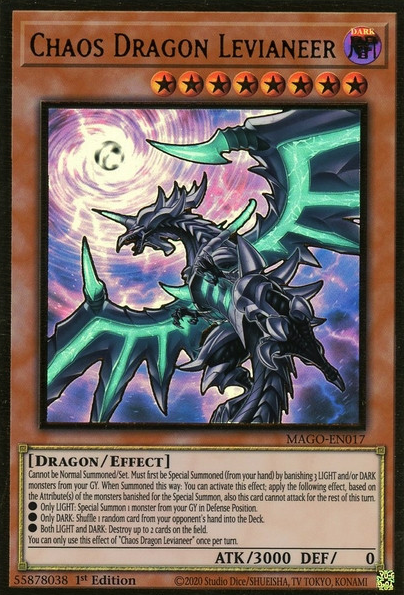 CHAOS DRAGON LEVIANEER
DARK
MAGO-EN017
[DRAGON/EFFECT]
Cannot be Normal Summoned/Set. Must first be Special Summoned (from your hand) by banishing 3 LIGHT and/or DARK
monsters from your GY. When Summoned this way: You can activate this effect; apply the following effect, based on
the Attribute(s) of the monsters banished for the Special Summon, also this card cannot attack for the rest of this turn.
● Only LIGHT: Special Summon 1 monster from your GY in Defense Position.
● Only DARK: Shuffle 1 random card from your opponent's hand into the Deck.
● Both LIGHT and DARK: Destroy up to 2 cards on the field.
You can only use this effect of "Chaos Dragon Levianeer" once per turn.
ATK/3000 DEF/ 0
55878038 1st Edition ©2020 Studio Dice/SHUEISHA, TV TOKYO, KONAMI